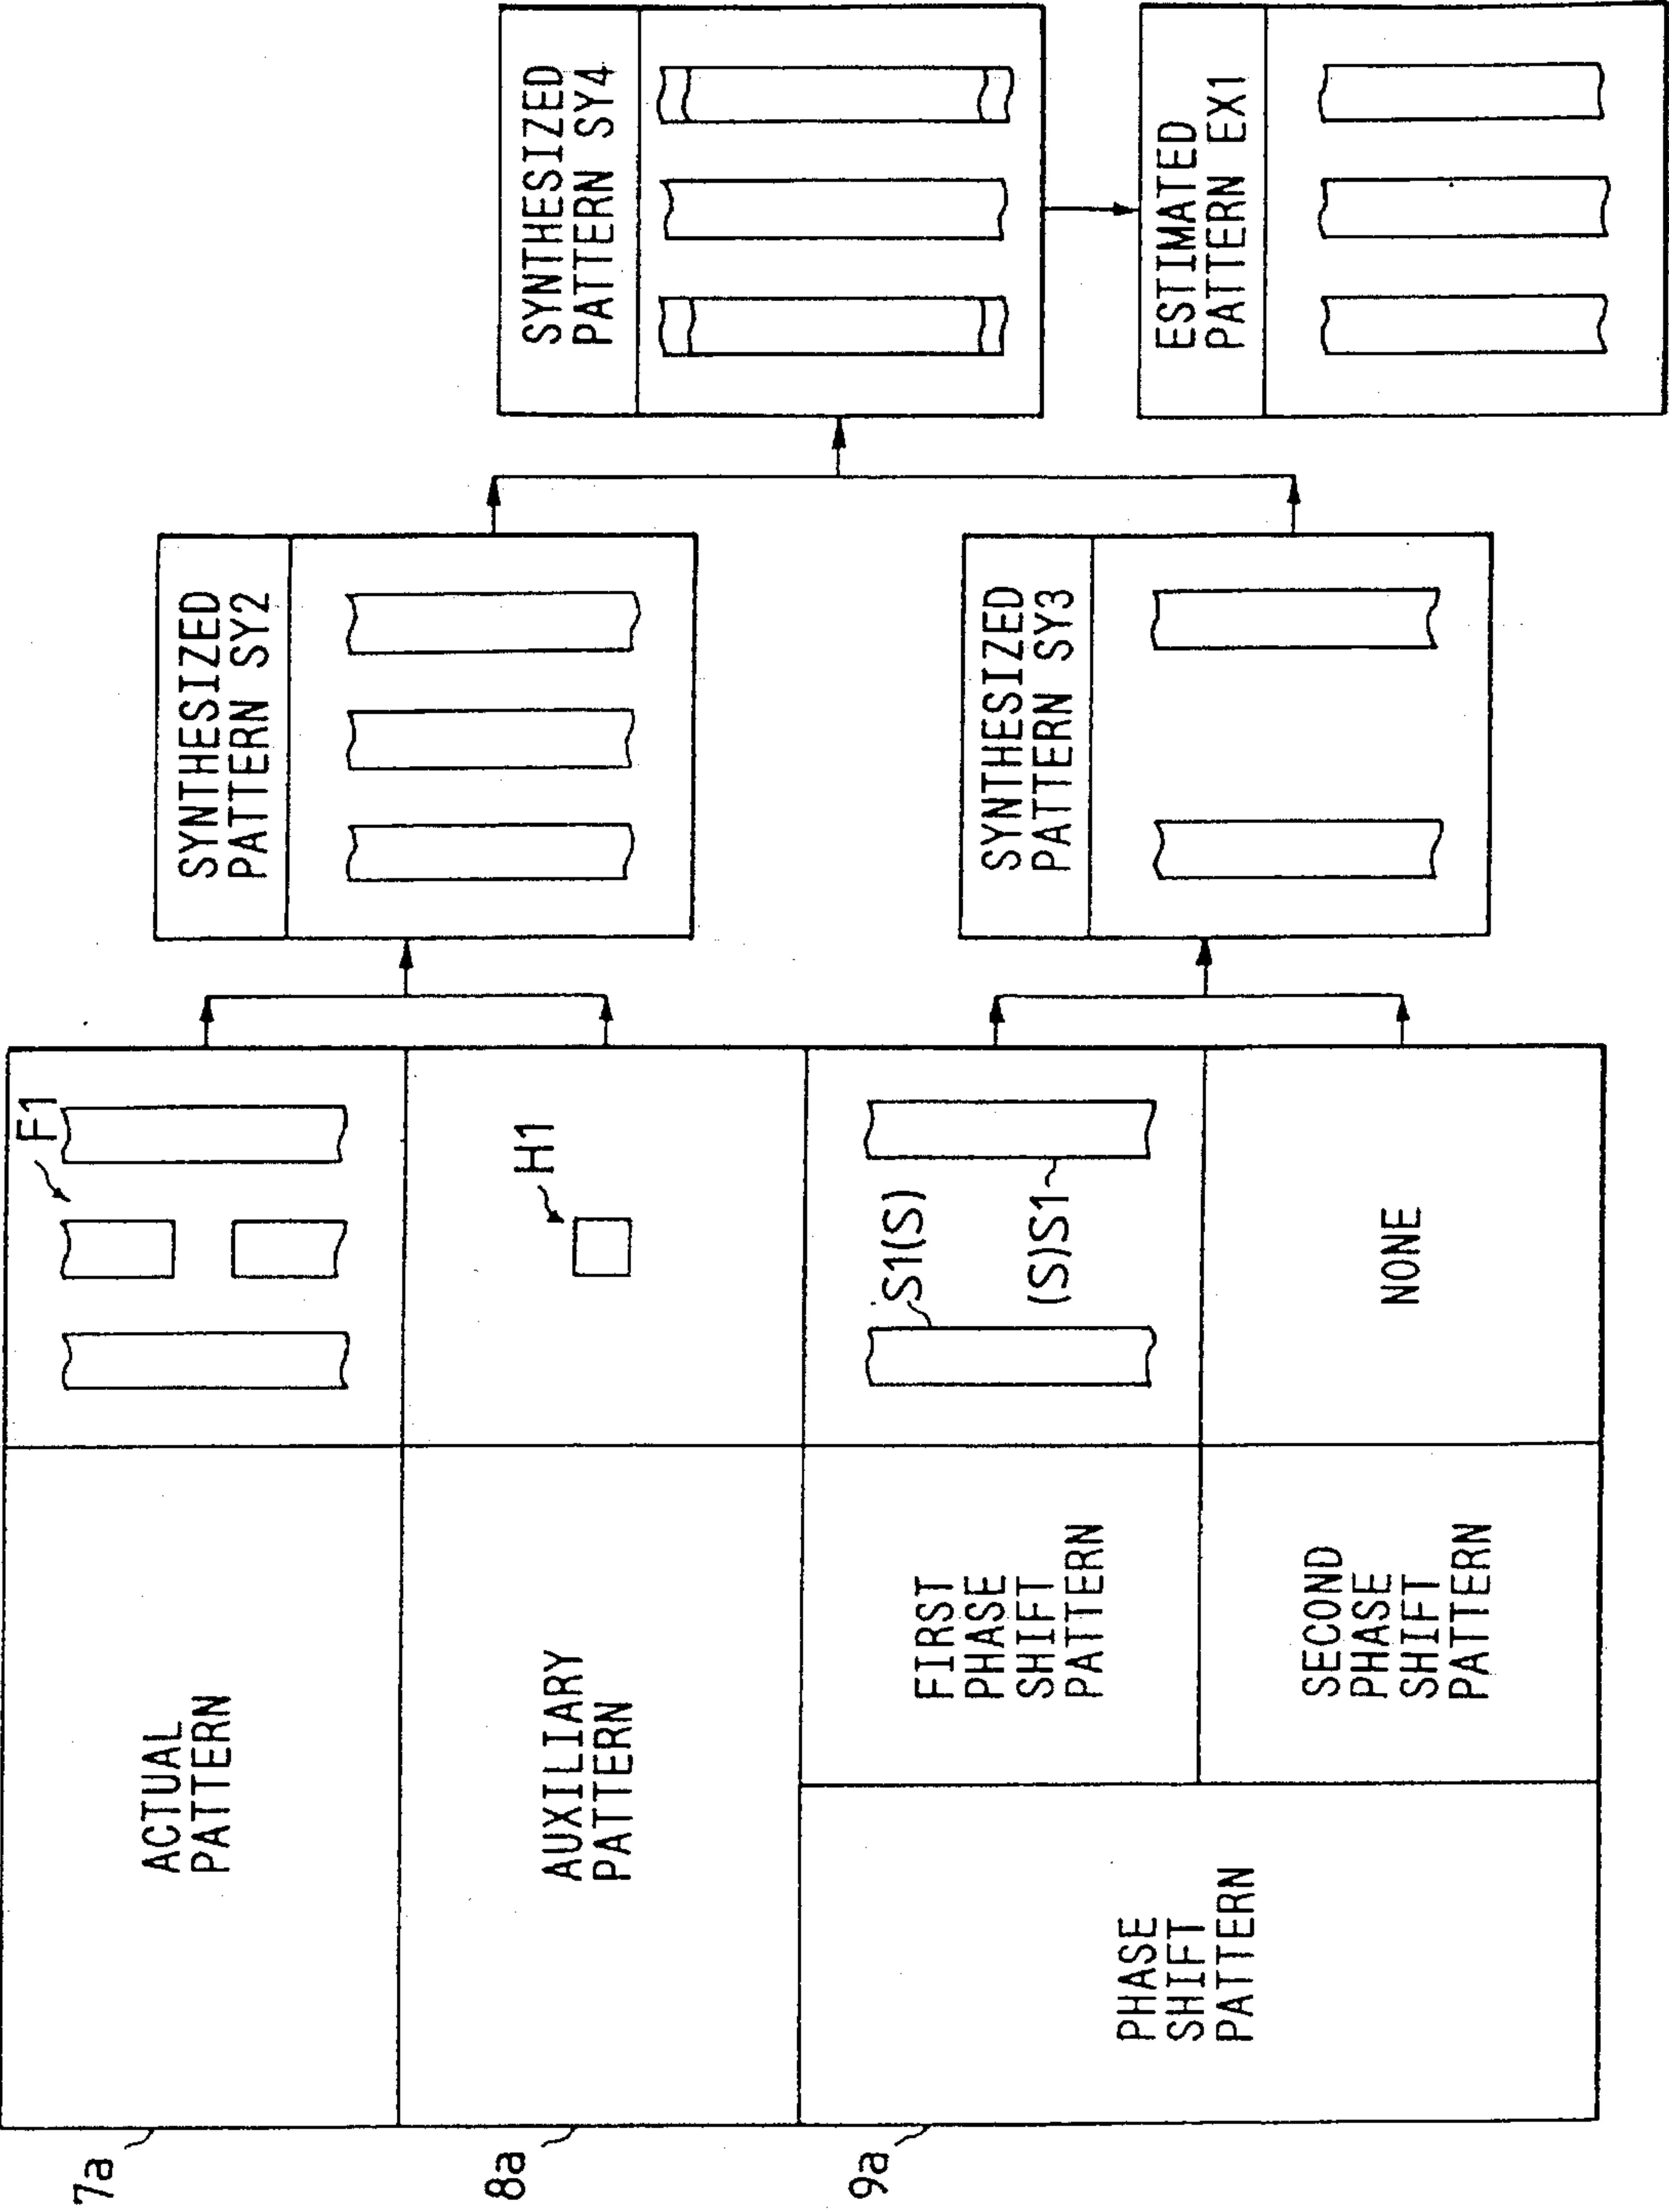 7a
ACTUAL
PATTERN
F1
8a
AUXILIARY
PATTERN
H1
9a
PHASE
SHIFT
PATTERN
FIRST
PHASE
SHIFT
PATTERN
S1(S)
(S)S1
SECOND
PHASE
SHIFT
PATTERN
NONE
SYNTHESIZED
PATTERN SY2
SYNTHESIZED
PATTERN SY3
SYNTHESIZED
PATTERN SY4
ESTIMATED
PATTERN EX1